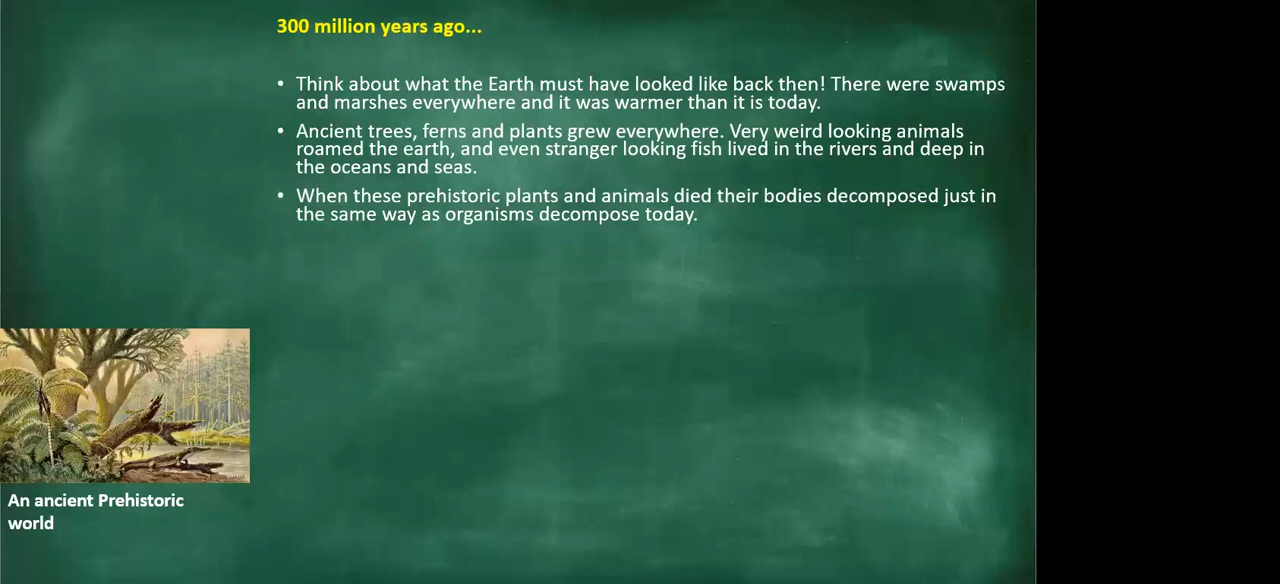 300 million years ago...
• Think about what the Earth must have looked like back then! There were swamps
and marshes everywhere and it was warmer than it is today.
• Ancient trees, ferns and plants grew everywhere. Very weird looking animals
roamed the earth, and even stranger looking fish lived in the rivers and deep in
the oceans and seas.
• When these prehistoric plants and animals died their bodies decomposed just in
the same way as organisms decompose today.
An ancient Prehistoric
world